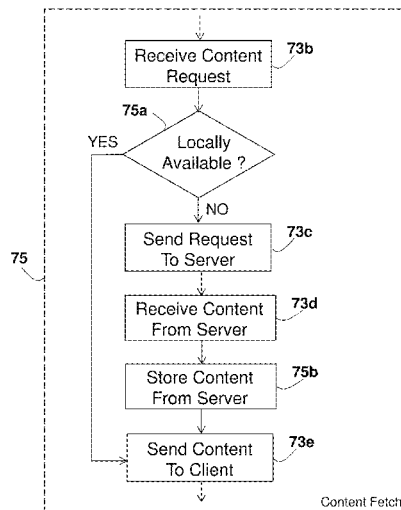 Receive Content
Request
73b
75a
YES
Locally
Available ?
NO
Send Request
To Server
73c
75
Receive Content
From Server
73d
Store Content
From Server
75b
Send Content
To Client
73e
Content Fetch